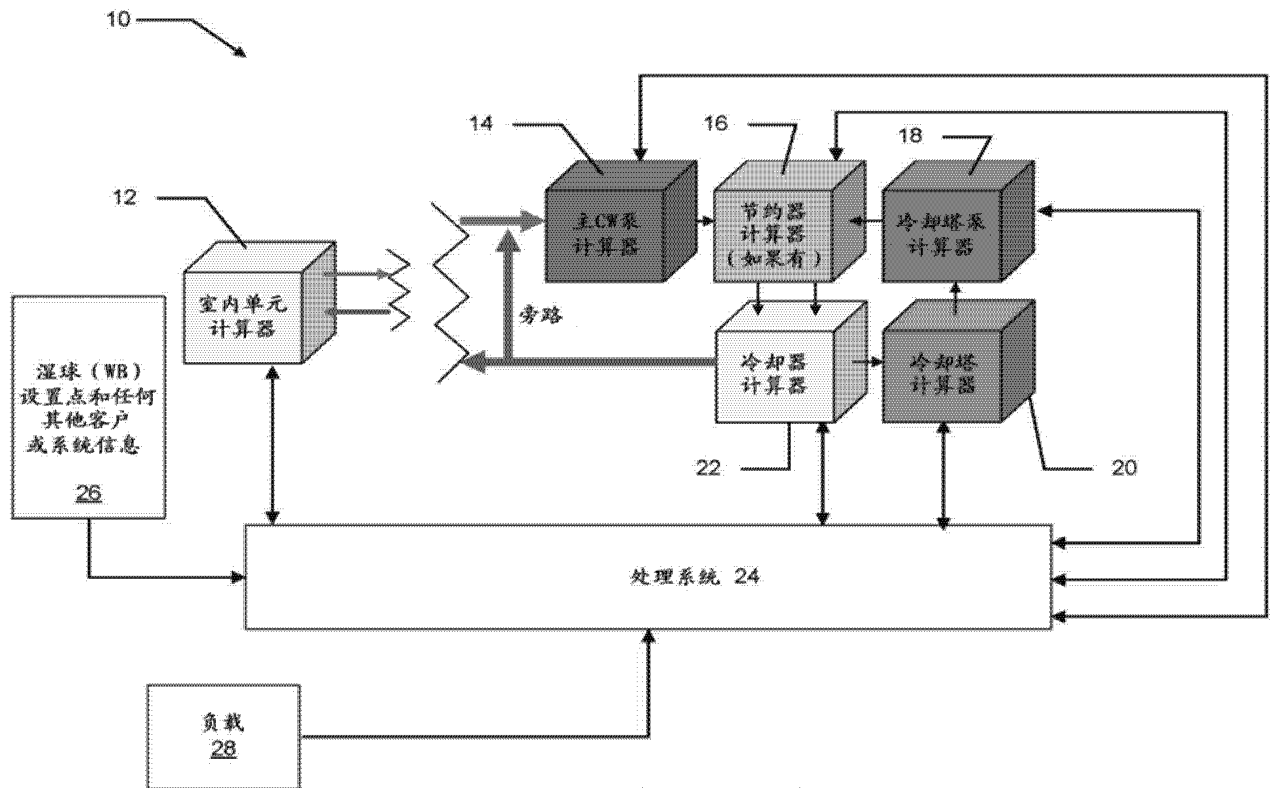 10
14
16
18
12
主CW泵
计算器
节约器
计算器
(如果有)
冷却塔泵
计算器
室内单元
计算器
旁路
冷却器
计算器
冷却塔
计算器
湿球(WB)
设置点和任何
其他客户
或系统信息
26
22
20
处理系统 24
负载
28